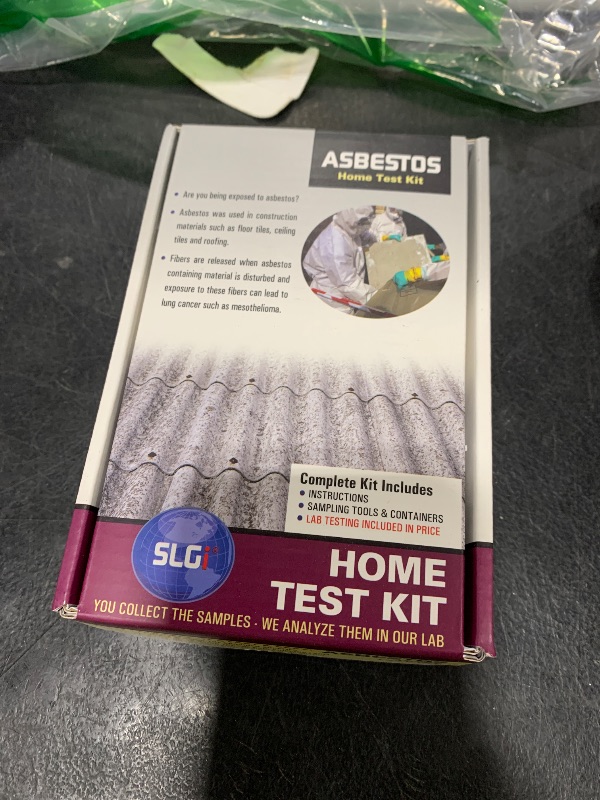 ASBESTOS
Home Test Kit
• Are you being exposed to asbestos?
• Asbestos was used in construction
materials such as floor tiles, ceiling
tiles and roofing.
• Fibers are released when asbestos
containing material is disturbed and
exposure to these fibers can lead to
lung cancer such as mesothelioma.
Complete Kit Includes
• INSTRUCTIONS
• SAMPLING TOOLS & CONTAINERS
• LAB TESTING INCLUDED IN PRICE
SLGi
HOME
TEST KIT
YOU COLLECT THE SAMPLES - WE ANALYZE THEM IN OUR LAB